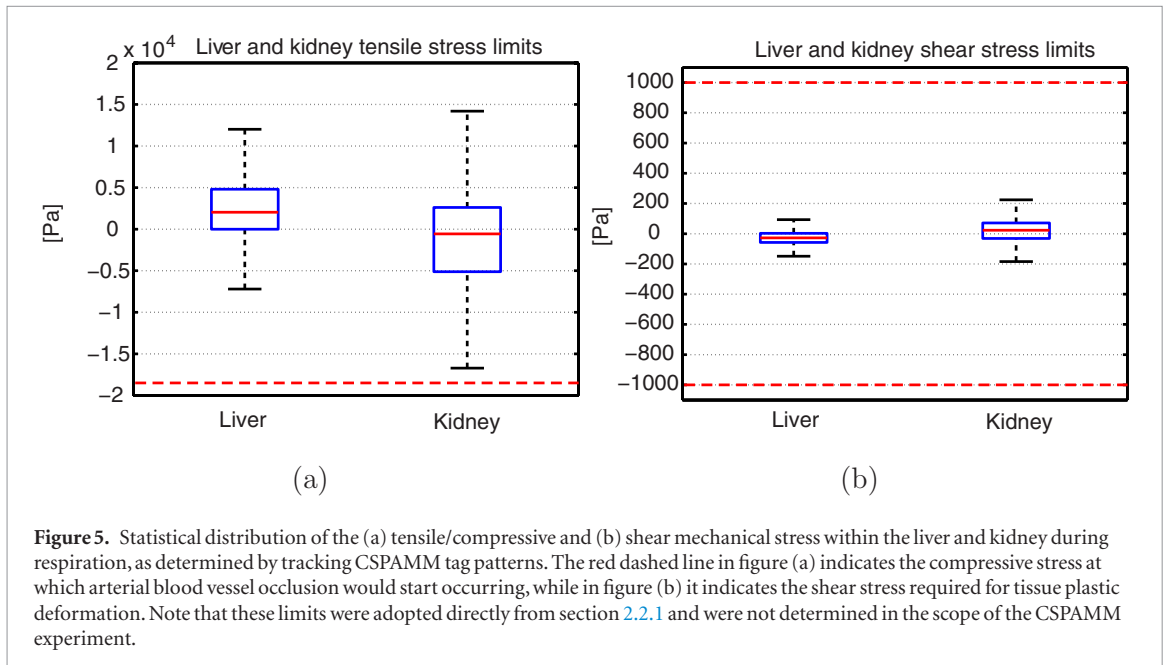 Liver and kidney tensile stress limits
2 x 10⁴
1.5
1
0.5
0
−0.5
−1
−1.5
−2
[Pa]
Liver Kidney
(a)
Liver and kidney shear stress limits
1000
800
600
400
200
0
−200
−400
−600
−800
−1000
[Pa]
Liver Kidney
(b)
Figure 5. Statistical distribution of the (a) tensile/compressive and (b) shear mechanical stress within the liver and kidney during
respiration, as determined by tracking CSPAMM tag patterns. The red dashed line in figure (a) indicates the compressive stress at
which arterial blood vessel occlusion would start occurring, while in figure (b) it indicates the shear stress required for tissue plastic
deformation. Note that these limits were adopted directly from section 2.2.1 and were not determined in the scope of the CSPAMM
experiment.